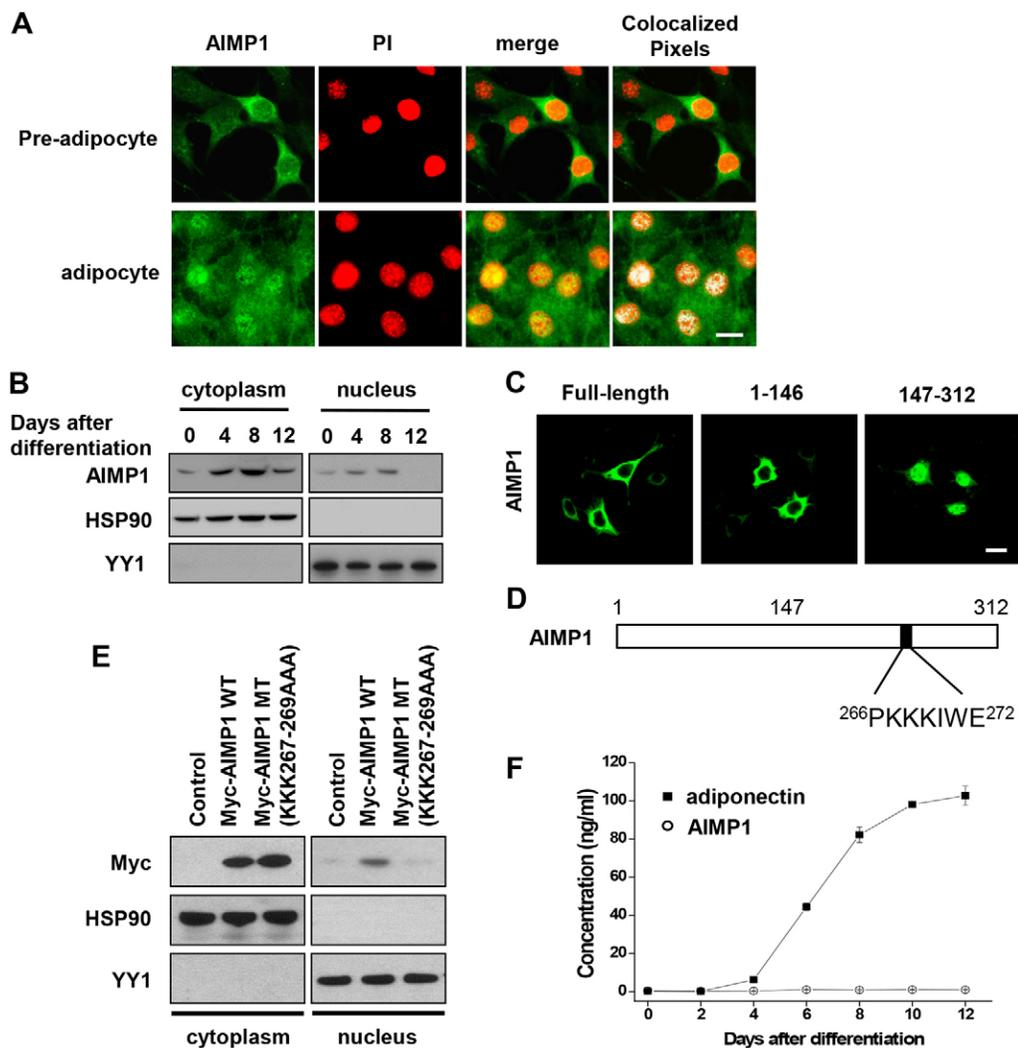 A
AIMP1
PI
merge
Colocalized
Pixels
Pre-adipocyte
adipocyte
B
cytoplasm
nucleus
Days after
differentiation
0 4 8 12
0 4 8 12
AIMP1
HSP90
YY1
C
Full-length
1-146
147-312
AIMP1
D
1 147 312
AIMP1
²⁶⁶PKKKIWE²⁷²
E
Control
Myc-AIMP1 WT
Myc-AIMP1 MT
(KKK267-269AAA)
Control
Myc-AIMP1 WT
Myc-AIMP1 MT
(KKK267-269AAA)
Myc
HSP90
YY1
cytoplasm
nucleus
F
Concentration (ng/ml)
120
100
80
60
40
20
0
adiponectin
AIMP1
0 2 4 6 8 10 12
Days after differentiation